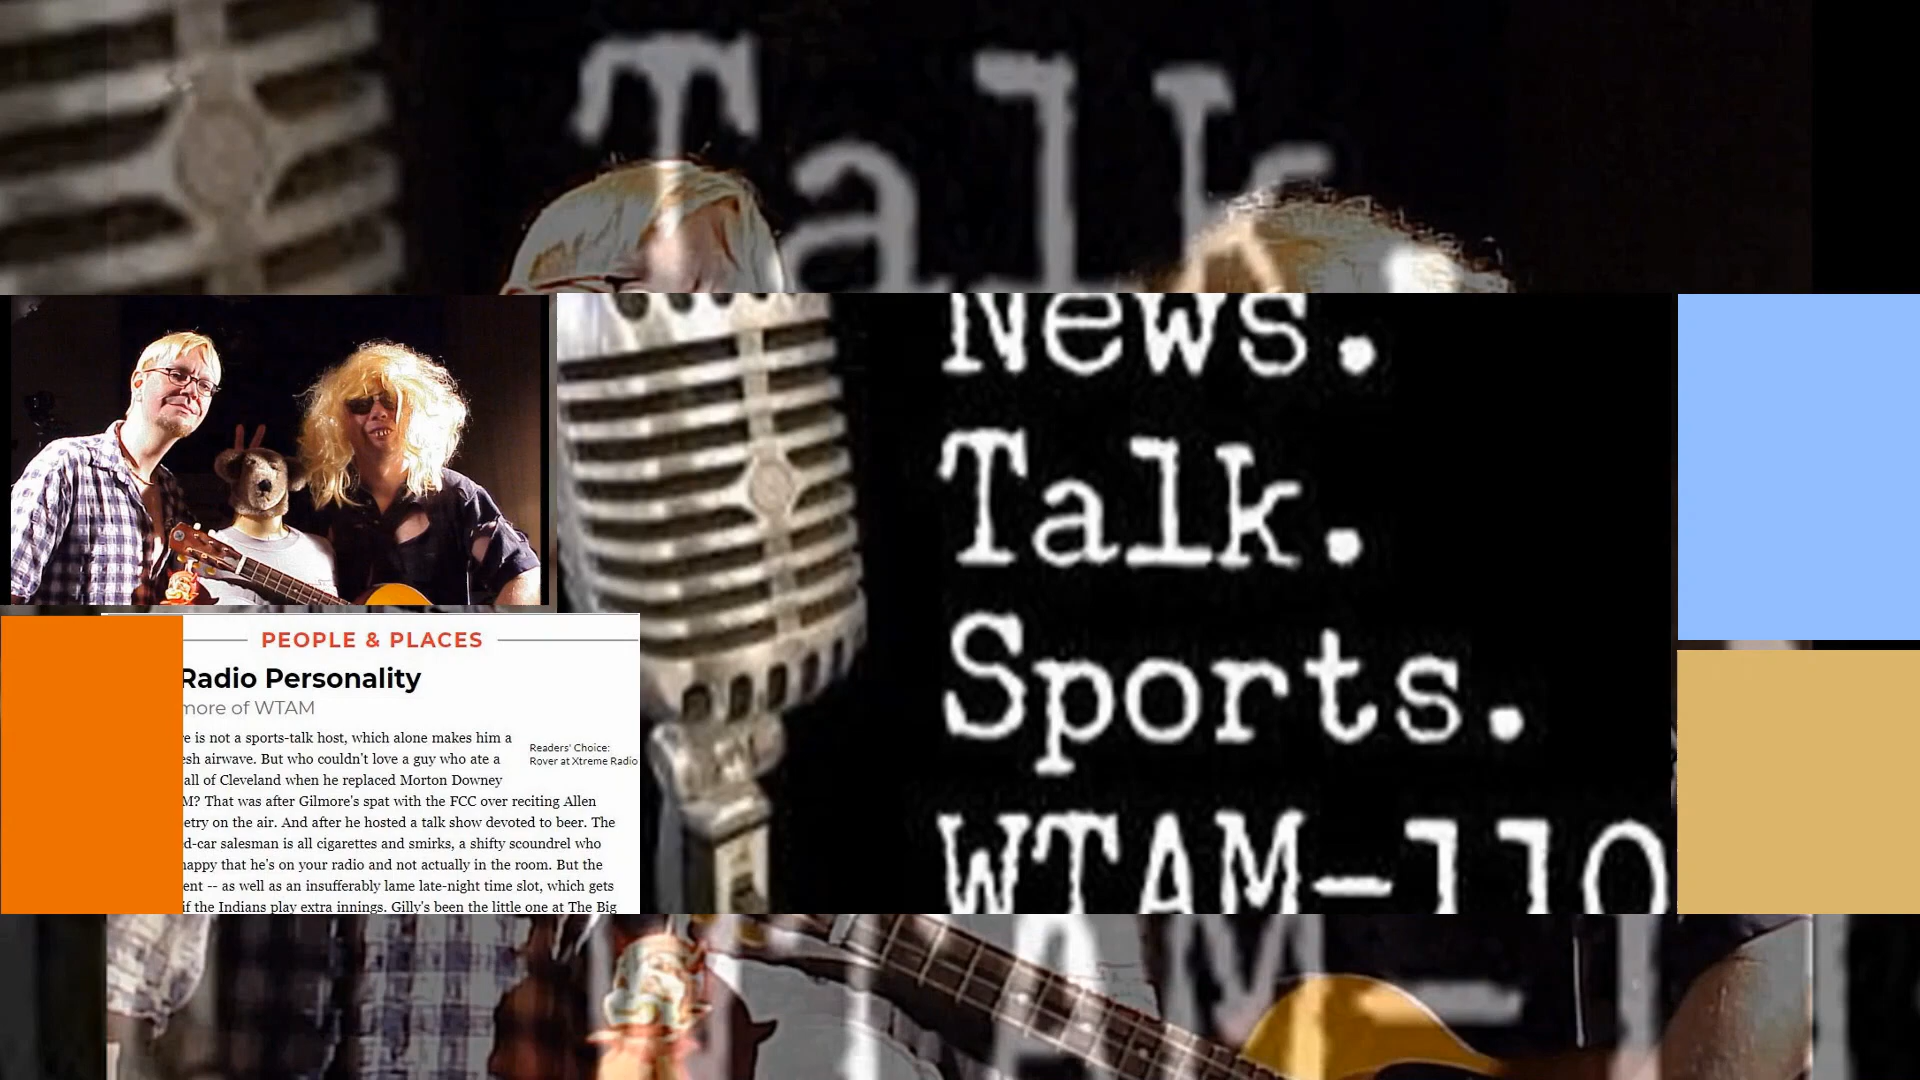 Talk
News.
Talk.
Sports.
WTAM-110
PEOPLE & PLACES
Radio Personality
more of WTAM
re is not a sports-talk host, which alone makes him a
esh airwave. But who couldn't love a guy who ate a
all of Cleveland when he replaced Morton Downey
M? That was after Gilmore's spat with the FCC over reciting Allen
etry on the air. And after he hosted a talk show devoted to beer. The
d-car salesman is all cigarettes and smirks, a shifty scoundrel who
happy that he's on your radio and not actually in the room. But the
ent -- as well as an insufferably lame late-night time slot, which gets
if the Indians play extra innings. Gilly's been the little one at The Big
Readers' Choice:
Rover at Xtreme Radio